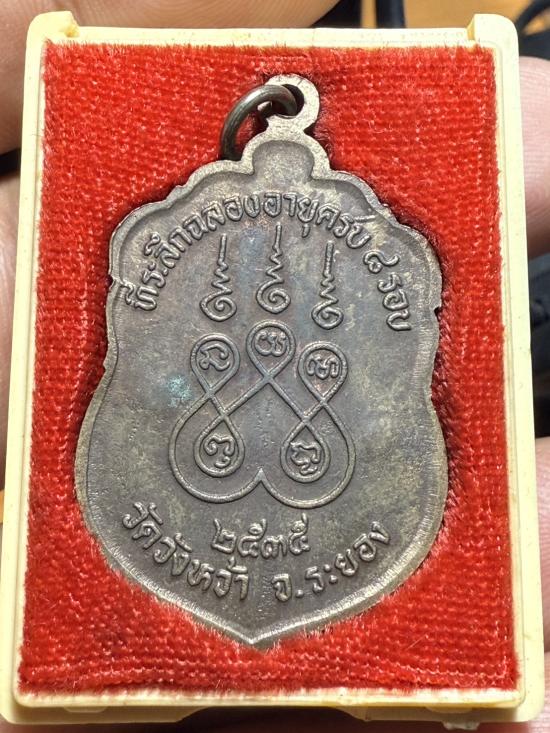 ที่ระลึกฉลองอายุครบ ๘ รอบ
๒๕๓๕
วัดวังหว้า จ.ระยอง